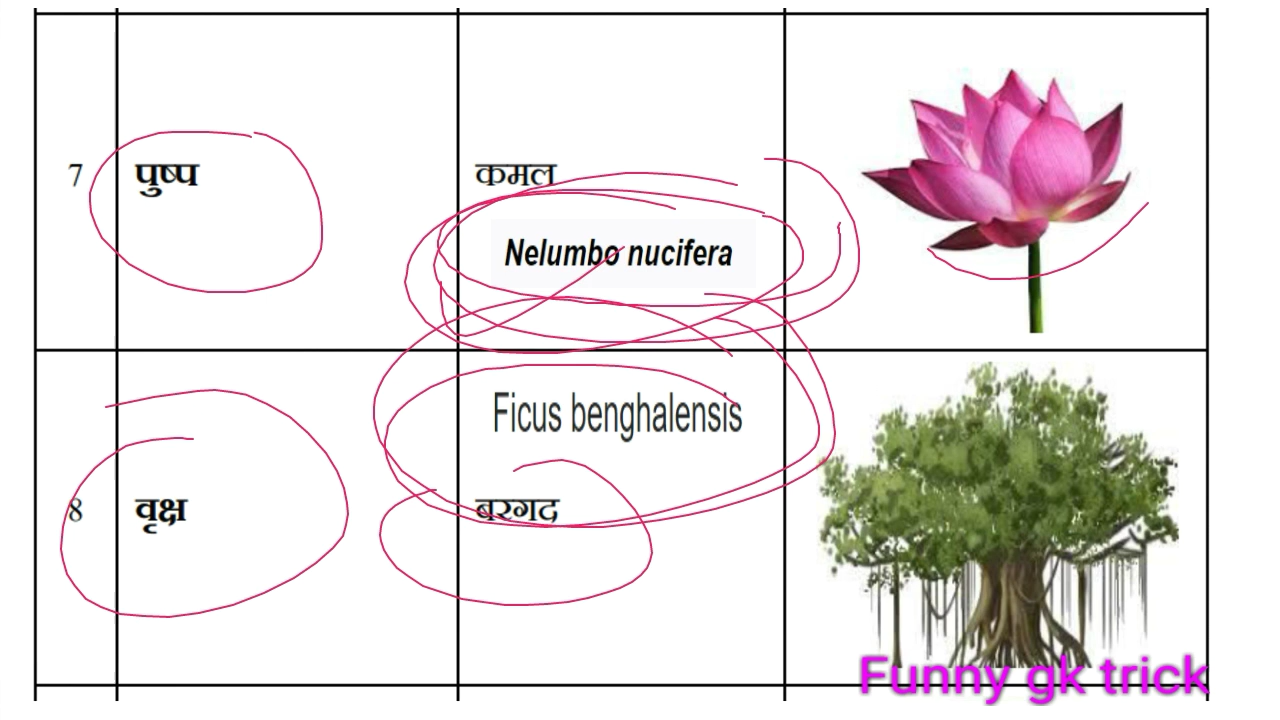 7 पुष्प कमल
Nelumbo nucifera
Ficus benghalensis
8 वृक्ष बरगद
Funny gk trick